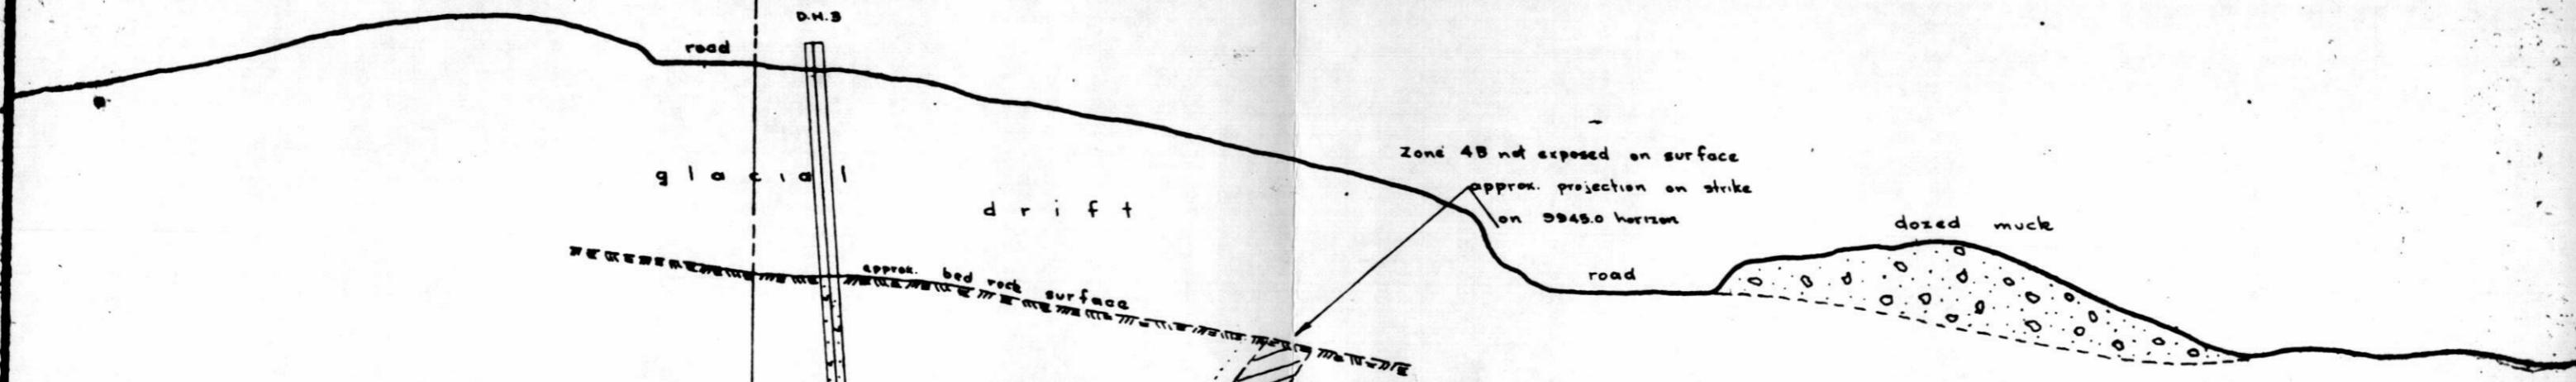 D.H.3
road
glacial
drift
Zone 4B not exposed on surface
approx. projection on strike
on 9945.0 horizon
dozed muck
road
approx. bed rock surface